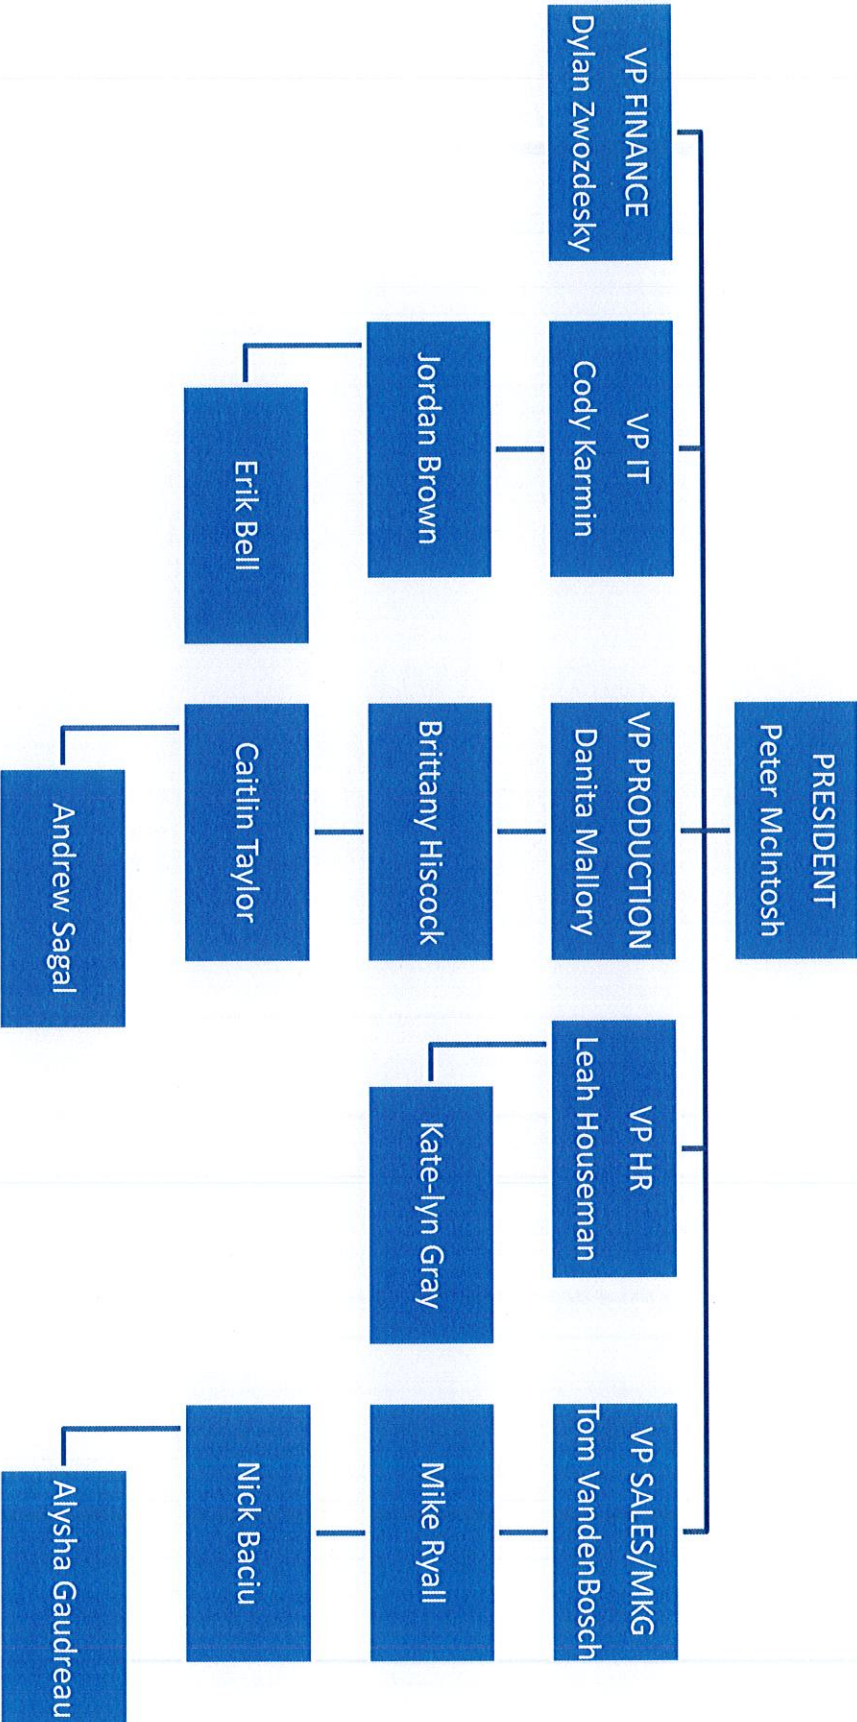 PRESIDENT
Peter McIntosh
VP FINANCE
Dylan Zwozdesky
VP IT
Cody Karmin
VP PRODUCTION
Danita Mallory
VP HR
Leah Houseman
VP SALES/MKG
Tom VandenBosch
Jordan Brown
Brittany Hiscock
Kate-lyn Gray
Mike Ryall
Erik Bell
Caitlin Taylor
Nick Baciu
Andrew Sagal
Alysha Gaudreau